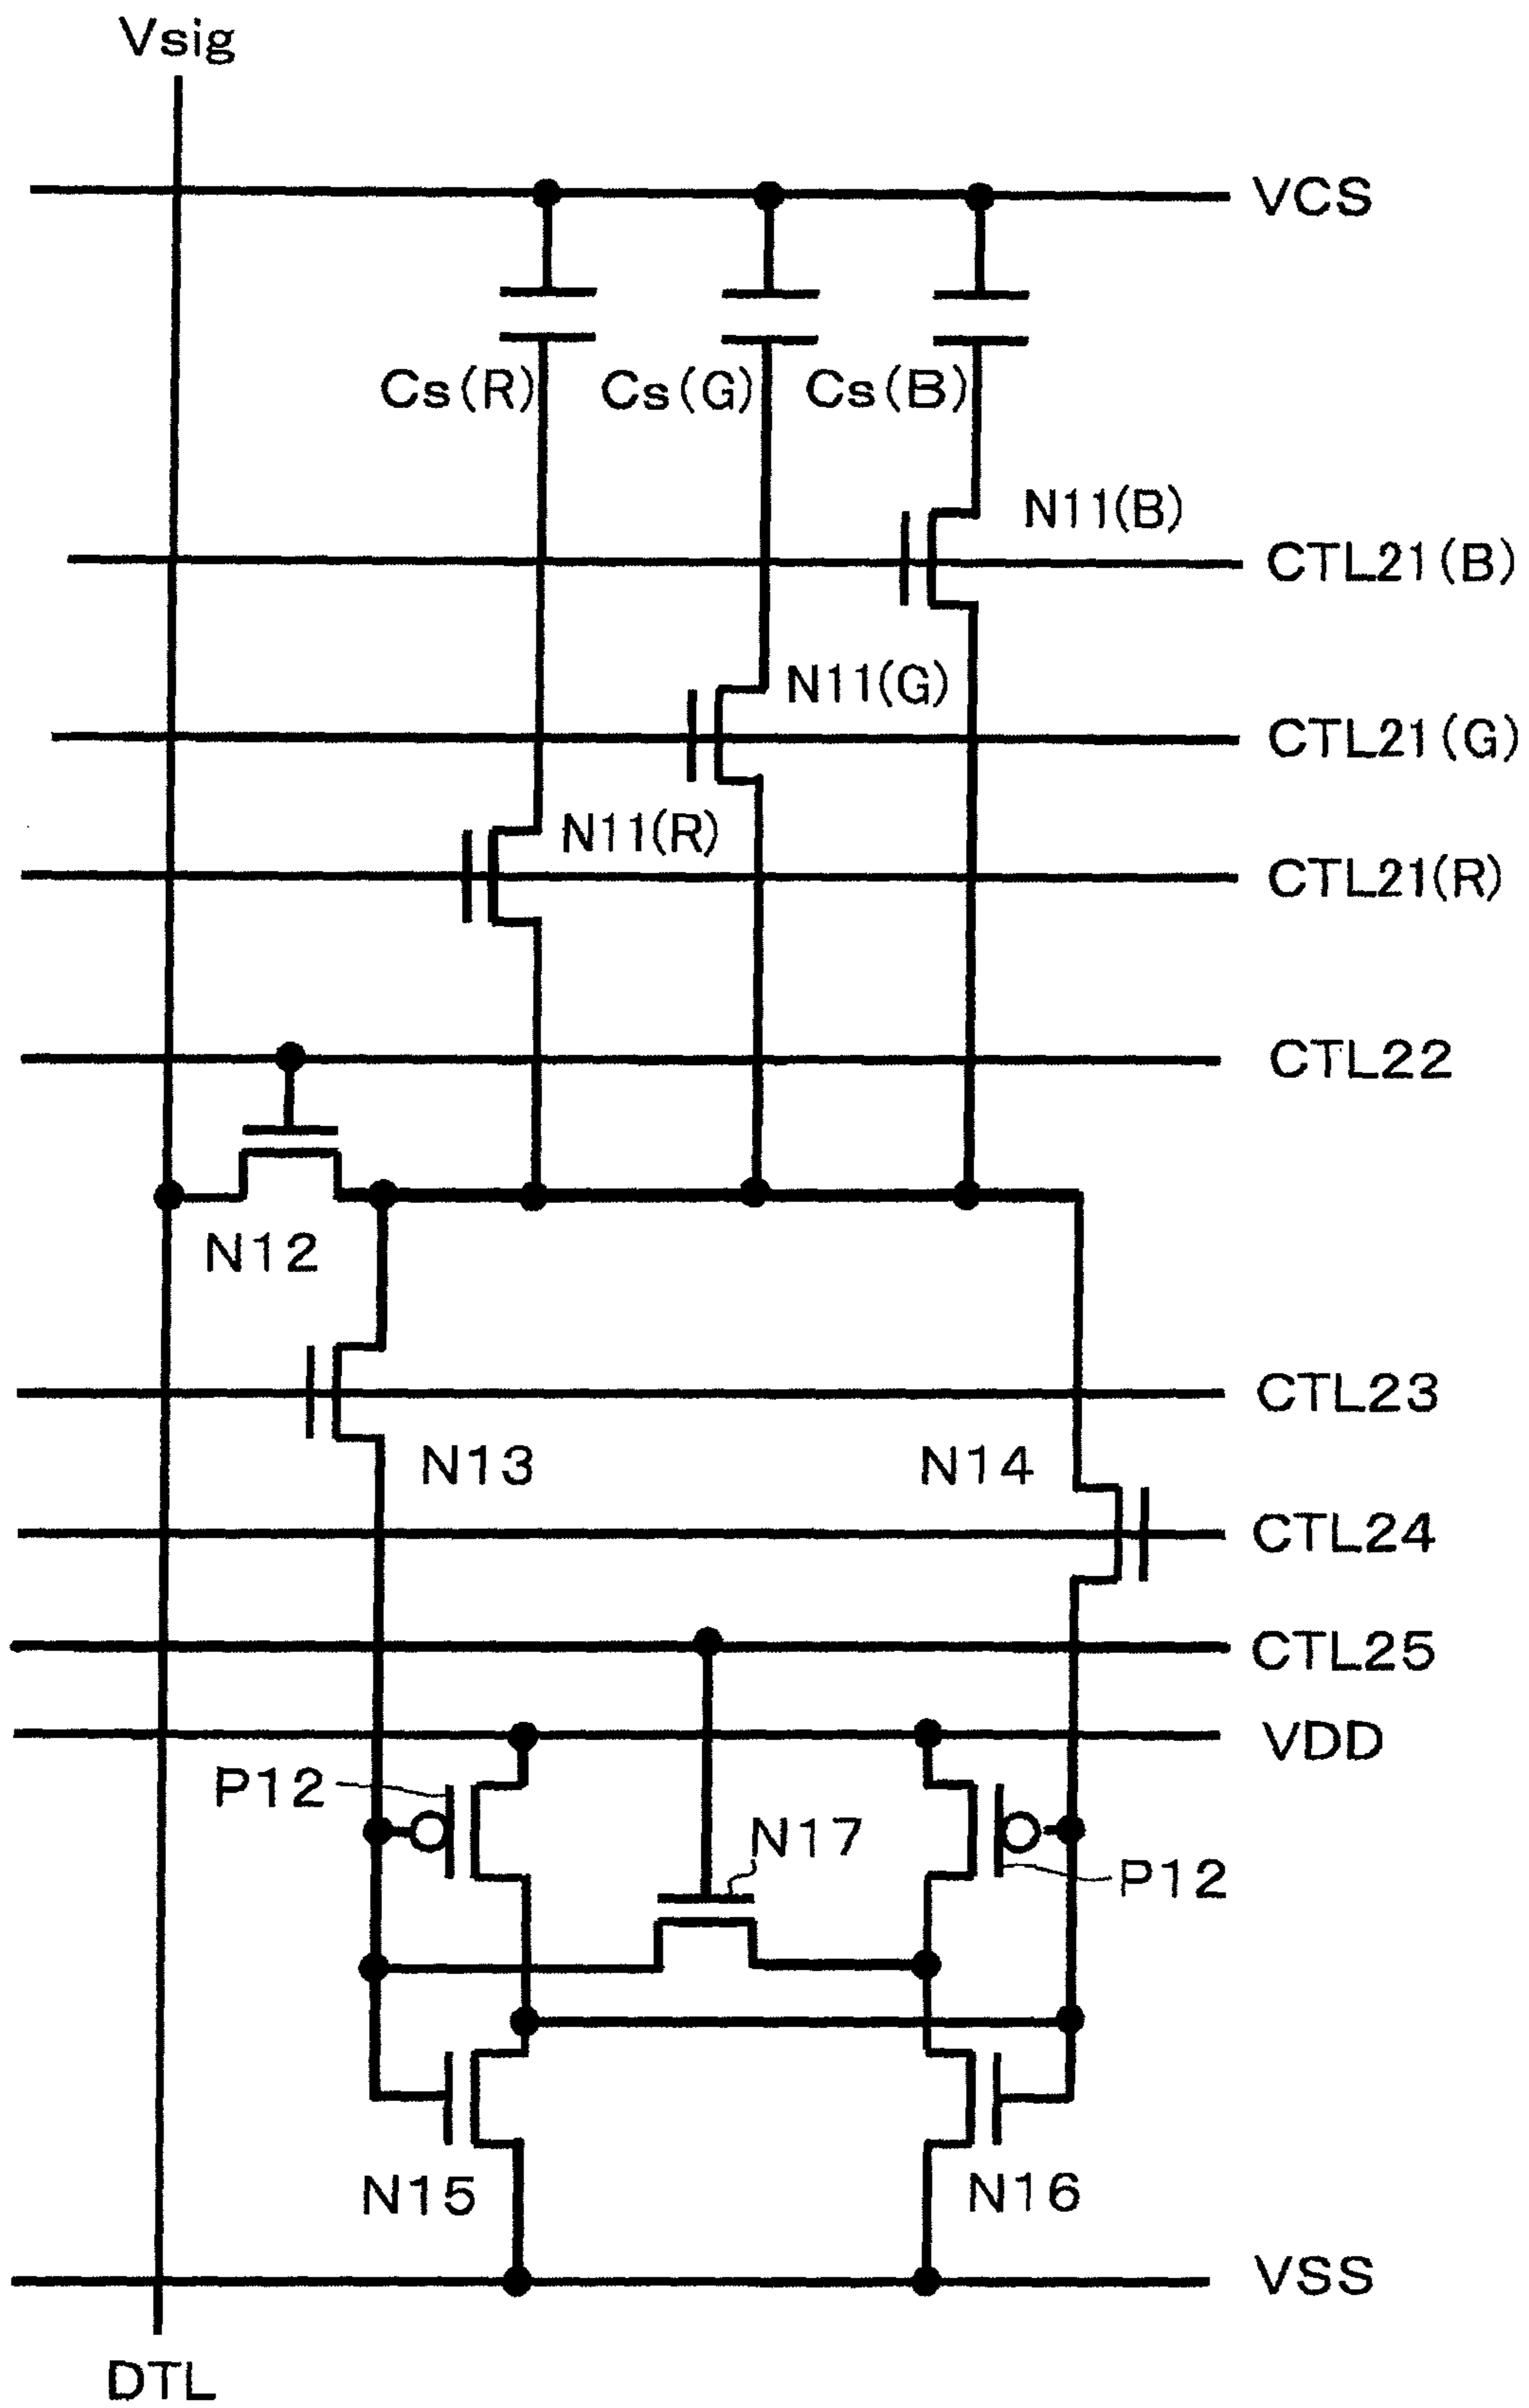 Vsig
VCS
Cs(R)
Cs(G)
Cs(B)
N11(B)
CTL21(B)
N11(G)
CTL21(G)
N11(R)
CTL21(R)
CTL22
N12
CTL23
N13
N14
CTL24
CTL25
VDD
P12
N17
P12
N15
N16
VSS
DTL